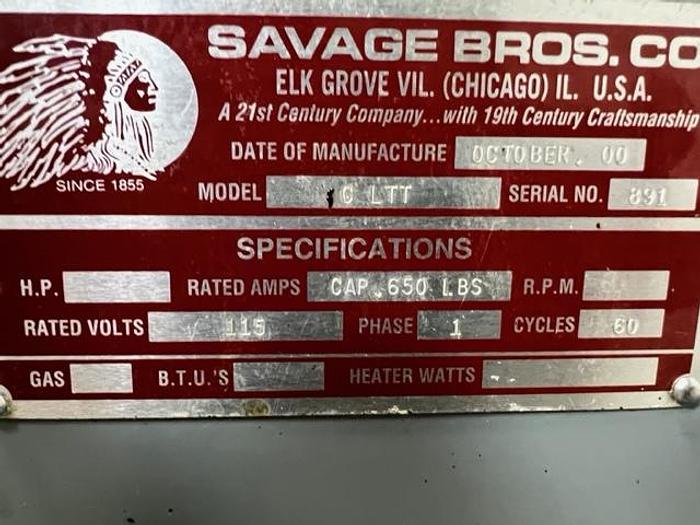 SAVAGE BROS. CO
ELK GROVE VIL. (CHICAGO) IL. U.S.A.
A 21st Century Company...with 19th Century Craftsmanship
SINCE 1855
DATE OF MANUFACTURE OCTOBER. 00
MODEL LTT SERIAL NO. 891
SPECIFICATIONS
H.P. RATED AMPS CAP.650 LBS R.P.M.
RATED VOLTS 115 PHASE 1 CYCLES 60
GAS B.T.U.'S HEATER WATTS